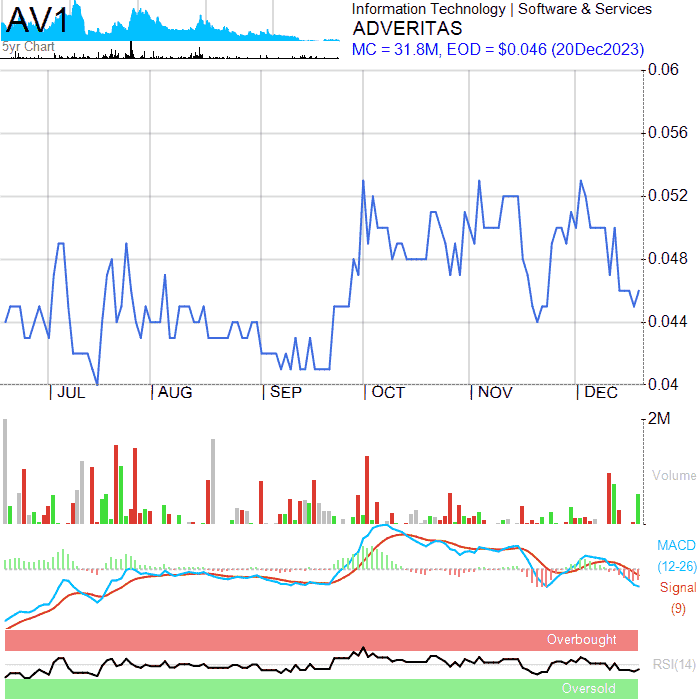 AV1
5yr Chart
Information Technology | Software & Services
ADVERITAS
MC = 31.8M, EOD = $0.046 (20Dec2023)
0.06
0.056
0.052
0.048
0.044
0.04
JUL
AUG
SEP
OCT
NOV
DEC
2M
Volume
MACD
(12-26)
Signal
(9)
Overbought
RSI(14)
Oversold